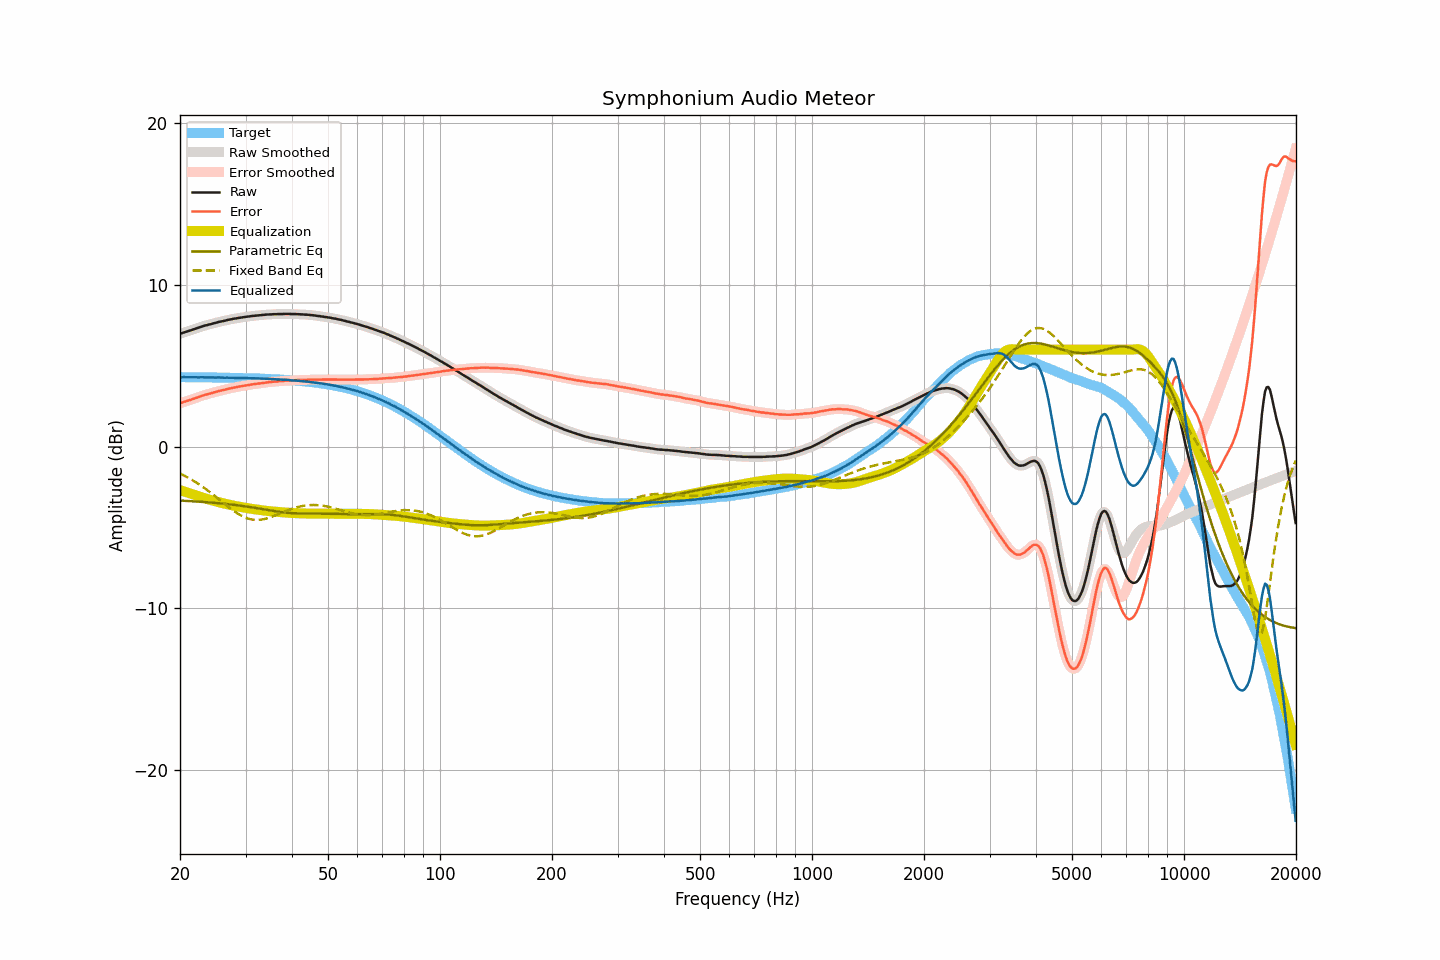 Symphonium Audio Meteor
Target
Raw Smoothed
Error Smoothed
Raw
Error
Equalization
Parametric Eq
Fixed Band Eq
Equalized
20
10
0
−10
−20
Amplitude (dBr)
20 50 100 200 500 1000 2000 5000 10000 20000
Frequency (Hz)